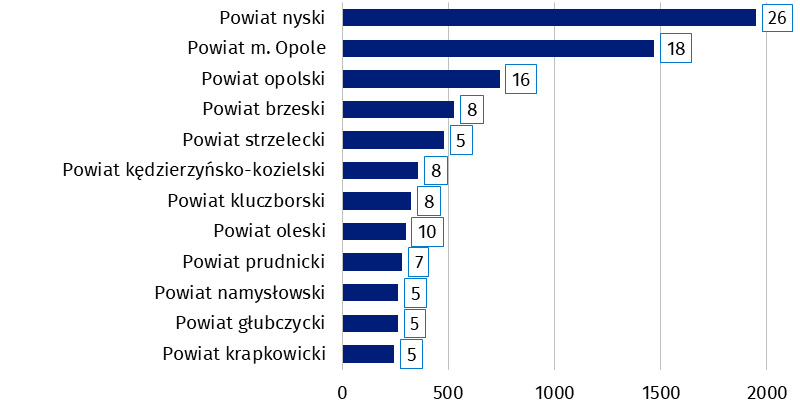 Powiat nyski 26
Powiat m. Opole 18
Powiat opolski 16
Powiat brzeski 8
Powiat strzelecki 5
Powiat kędzierzyńsko-kozielski 8
Powiat kluczborski 8
Powiat oleski 10
Powiat prudnicki 7
Powiat namysłowski 5
Powiat głubczycki 5
Powiat krapkowicki 5
0 500 1000 1500 2000